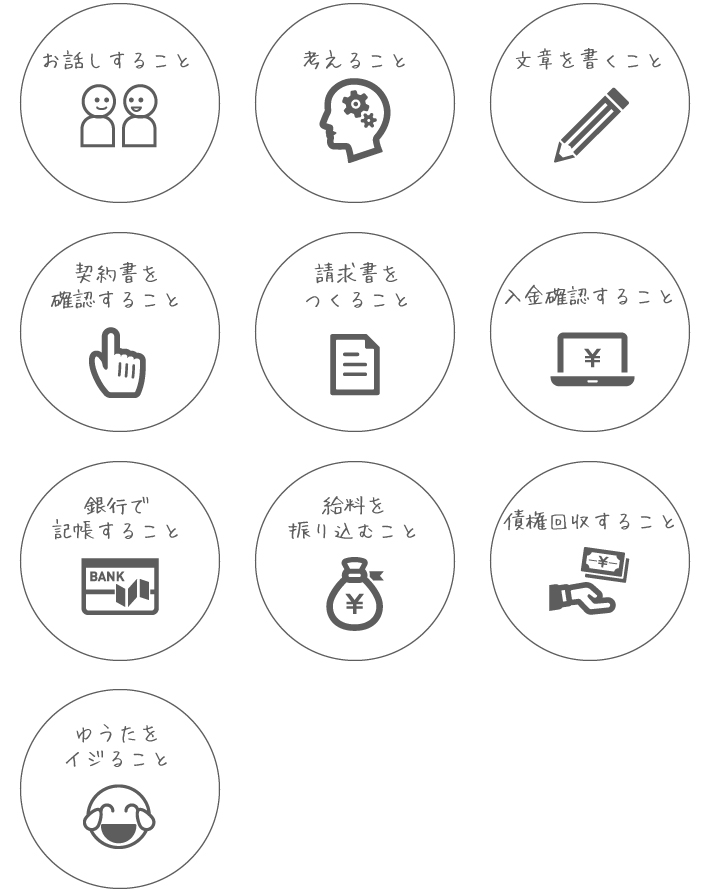 お話しすること
考えること
文章を書くこと
契約書を
確認すること
請求書を
つくること
入金確認すること
¥
銀行で
記帳すること
BANK
給料を
振り込むこと
¥
債権回収すること
¥
ゆうたを
イジること